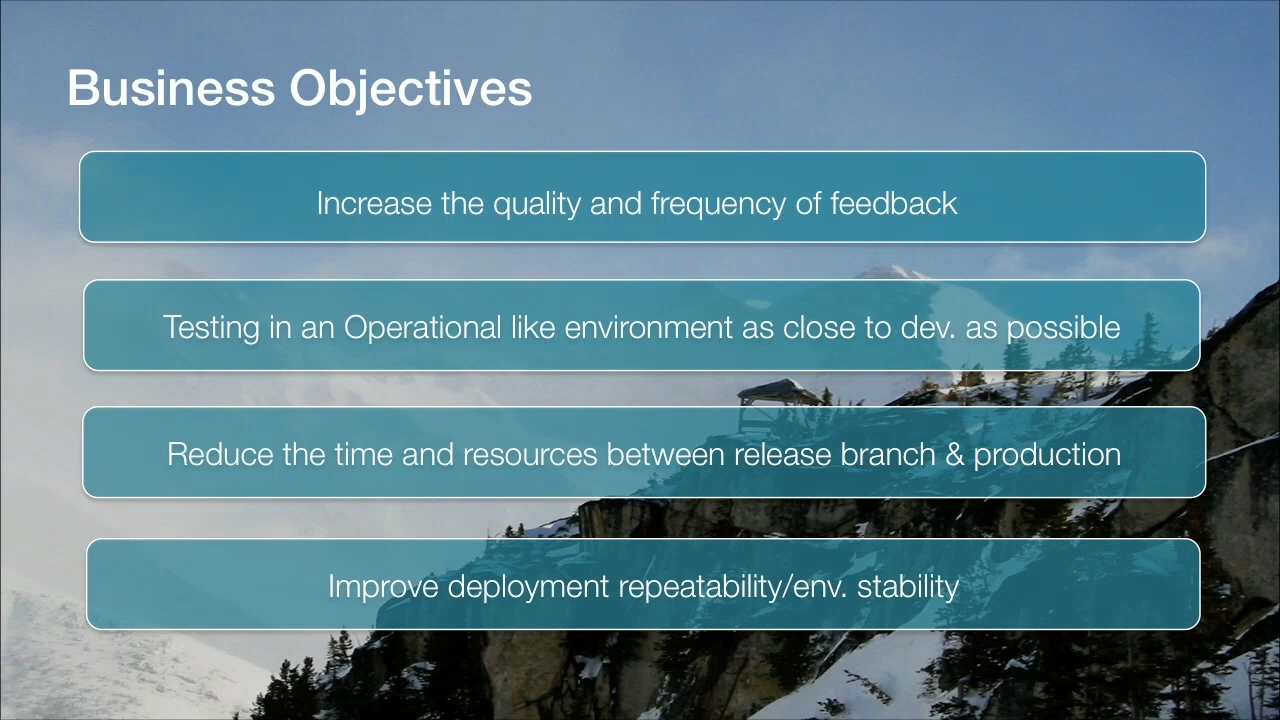 Business Objectives
Increase the quality and frequency of feedback
Testing in an Operational like environment as close to dev. as possible
Reduce the time and resources between release branch & production
Improve deployment repeatability/env. stability